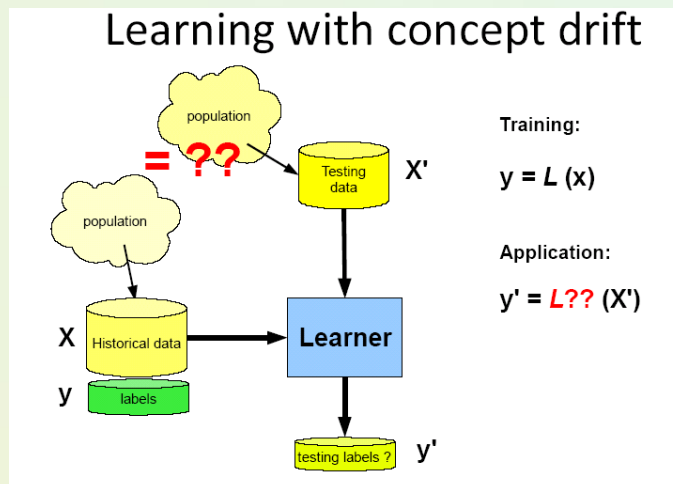 Learning with concept drift
population
= ??
Testing
data
X'
Training:
y = L (x)
population
Application:
y' = L?? (X')
X
Historical data
Learner
y
labels
testing labels ?
y'